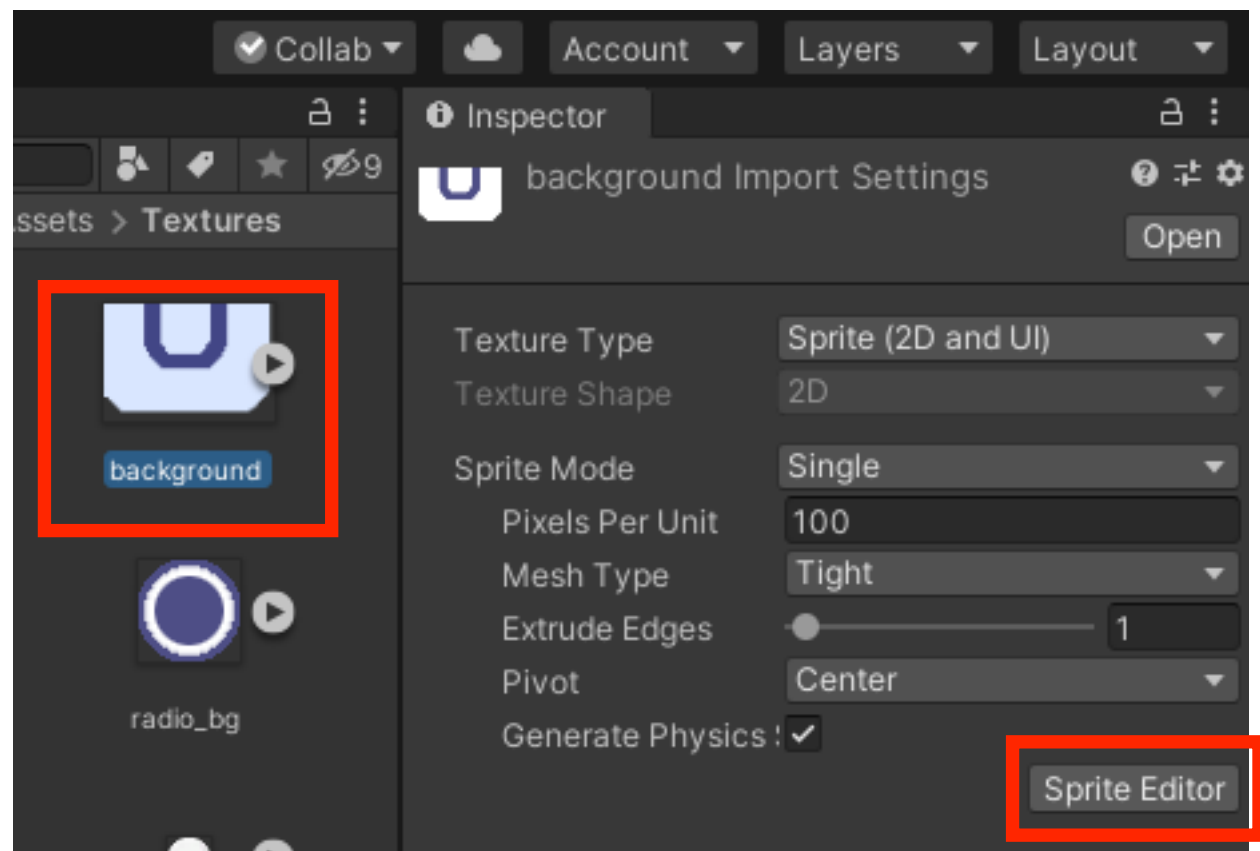 Collab
Account
Layers
Layout
Inspector
9
background Import Settings
ssets > Textures
Open
Texture Type
Sprite (2D and UI)
Texture Shape
2D
background
Sprite Mode
Single
Pixels Per Unit
100
Mesh Type
Tight
Extrude Edges
1
Pivot
Center
radio_bg
Generate Physics
Sprite Editor